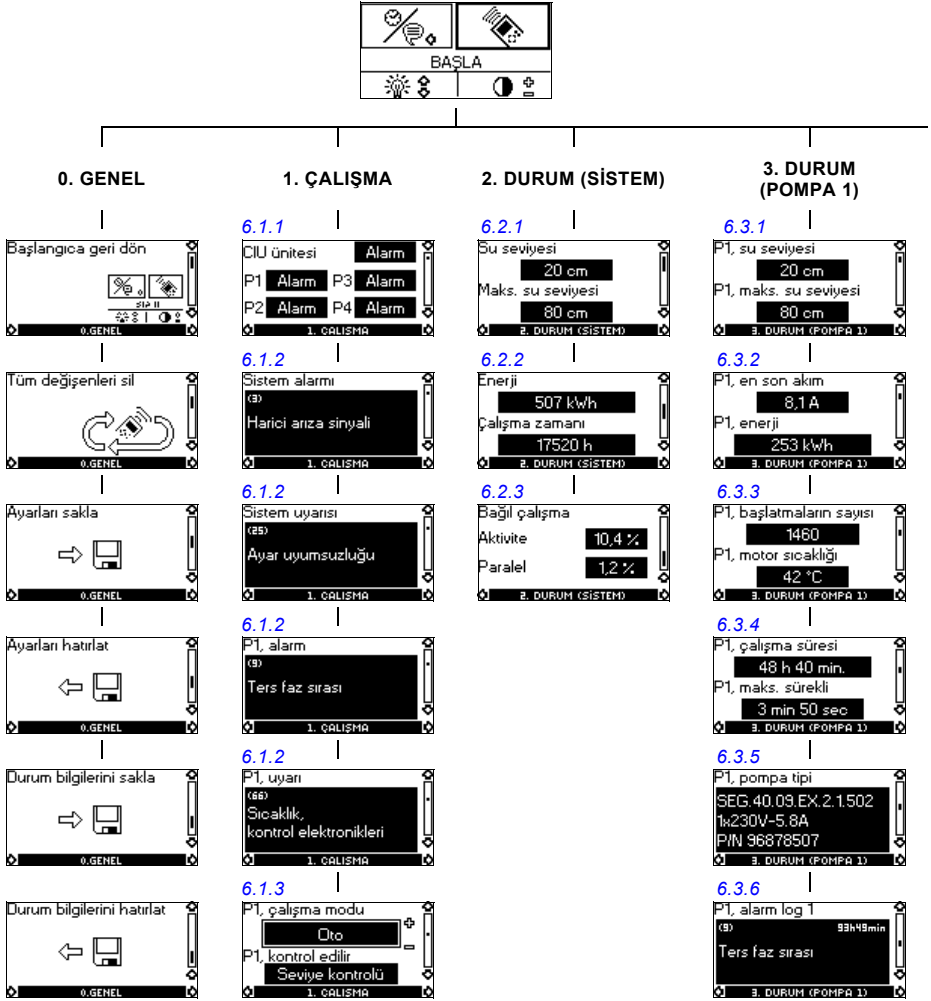 BAŞLA
0. GENEL
Başlangıca geri dön
0.GENEL
Tüm değişenleri sil
0.GENEL
Ayarları sakla
0.GENEL
Ayarları hatırlat
0.GENEL
Durum bilgilerini sakla
0.GENEL
Durum bilgilerini hatırlat
0.GENEL
1. ÇALIŞMA
6.1.1
CIU ünitesi Alarm
P1 Alarm P3 Alarm
P2 Alarm P4 Alarm
1. ÇALISMA
6.1.2
Sistem alarmı
(3)
Harici arıza sinyali
1. ÇALISMA
6.1.2
Sistem uyarısı
(25)
Ayar uyumsuzluğu
1. ÇALISMA
6.1.2
P1, alarm
(9)
Ters faz sırası
1. ÇALISMA
6.1.2
P1, uyarı
(66)
Sıcaklık,
kontrol elektronikleri
1. ÇALISMA
6.1.3
P1, çalışma modu
Oto
P1, kontrol edilir
Seviye kontrolü
1. ÇALISMA
2. DURUM (SİSTEM)
6.2.1
Su seviyesi
20 cm
Maks. su seviyesi
80 cm
2. DURUM (SİSTEM)
6.2.2
Enerji
507 kWh
Çalışma zamanı
17520 h
2. DURUM (SİSTEM)
6.2.3
Bağıl çalışma
Aktivite 10,4 %
Paralel 1,2 %
2. DURUM (SİSTEM)
3. DURUM
(POMPA 1)
6.3.1
P1, su seviyesi
20 cm
P1, maks. su seviyesi
80 cm
3. DURUM (POMPA 1)
6.3.2
P1, en son akım
8,1 A
P1, enerji
253 kWh
3. DURUM (POMPA 1)
6.3.3
P1, başlatmaların sayısı
1460
P1, motor sıcaklığı
42 °C
3. DURUM (POMPA 1)
6.3.4
P1, çalışma süresi
48 h 40 min.
P1, maks. sürekli
3 min 50 sec
3. DURUM (POMPA 1)
6.3.5
P1, pompa tipi
SEG.40.09.EX.2.1.502
1x230V-5.8A
P/N 96878507
3. DURUM (POMPA 1)
6.3.6
P1, alarm log 1
(9) 93h49min
Ters faz sırası
3. DURUM (POMPA 1)